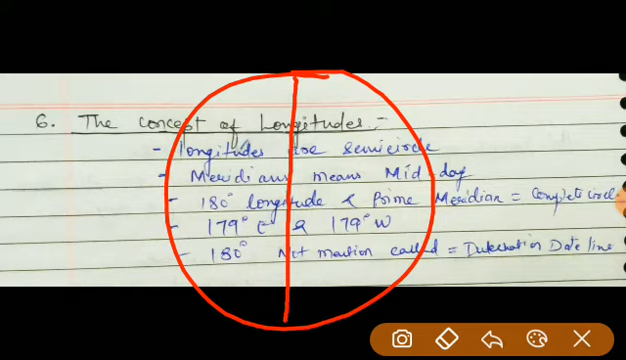 6. The concept of Longitudes :-
- Longitudes are semicircle
- Meridians means Mid-day
- 180° longitude & Prime Meridian = Complete circle
- 179° E & 179° W
- 180° Not mention called = Date line